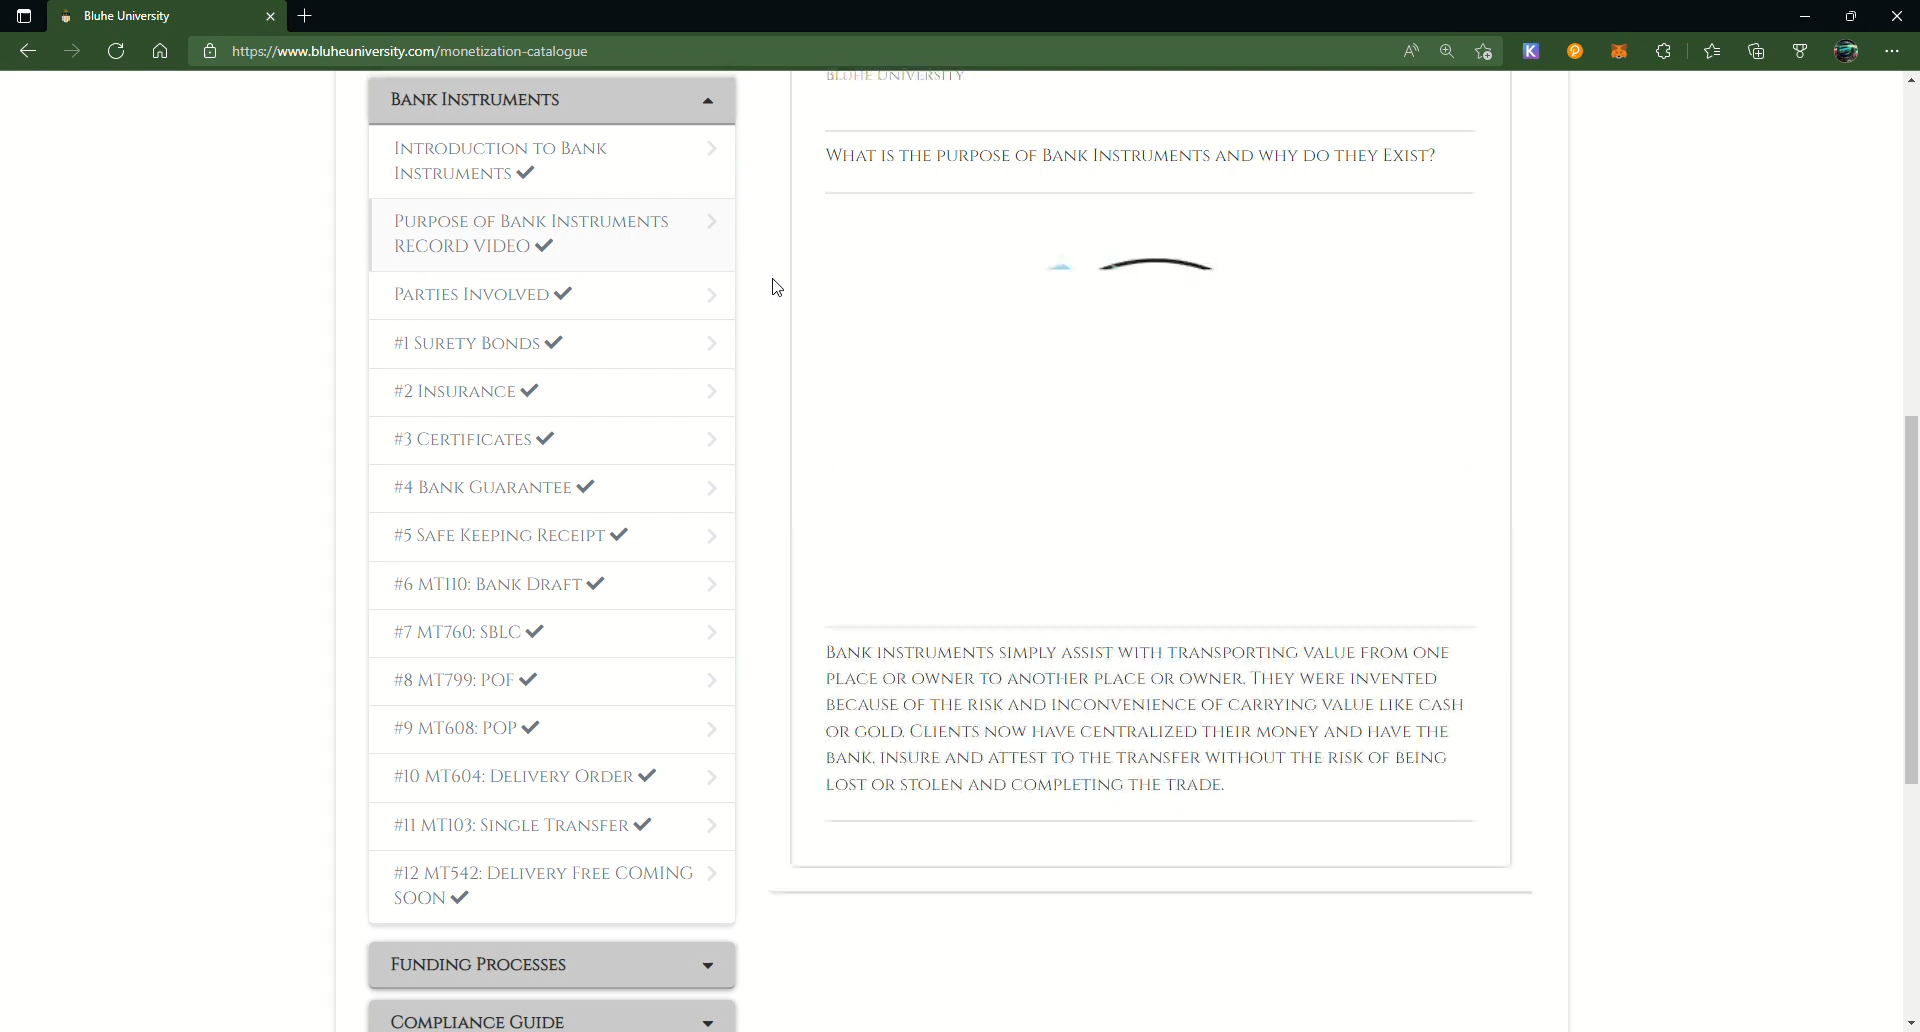 Bluhe University
https://www.bluheuniversity.com/monetization-catalogue
BANK INSTRUMENTS
INTRODUCTION TO BANK
INSTRUMENTS
PURPOSE OF BANK INSTRUMENTS
RECORD VIDEO
PARTIES INVOLVED
#1 SURETY BONDS
#2 INSURANCE
#3 CERTIFICATES
#4 BANK GUARANTEE
#5 SAFE KEEPING RECEIPT
#6 MT110: BANK DRAFT
#7 MT760: SBLC
#8 MT799: POF
#9 MT608: POP
#10 MT604: DELIVERY ORDER
#11 MT103: SINGLE TRANSFER
#12 MT542: DELIVERY FREE COMING
SOON
FUNDING PROCESSES
COMPLIANCE GUIDE
BLUHE UNIVERSITY
WHAT IS THE PURPOSE OF BANK INSTRUMENTS AND WHY DO THEY EXIST?
BANK INSTRUMENTS SIMPLY ASSIST WITH TRANSPORTING VALUE FROM ONE
PLACE OR OWNER TO ANOTHER PLACE OR OWNER. THEY WERE INVENTED
BECAUSE OF THE RISK AND INCONVENIENCE OF CARRYING VALUE LIKE CASH
OR GOLD. CLIENTS NOW HAVE CENTRALIZED THEIR MONEY AND HAVE THE
BANK, INSURE AND ATTEST TO THE TRANSFER WITHOUT THE RISK OF BEING
LOST OR STOLEN AND COMPLETING THE TRADE.